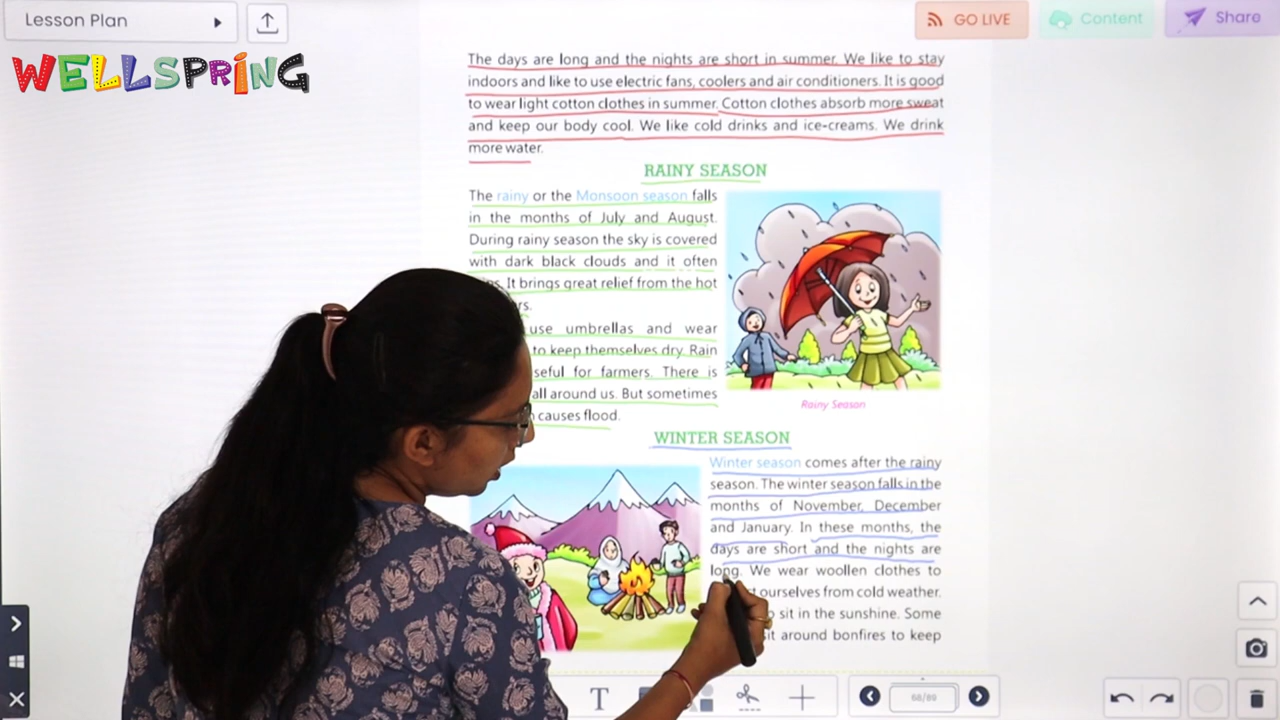 Lesson Plan
GO LIVE
Content
Share
WELLSPRING
The days are long and the nights are short in summer. We like to stay
indoors and like to use electric fans, coolers and air conditioners. It is good
to wear light cotton clothes in summer. Cotton clothes absorb more sweat
and keep our body cool. We like cold drinks and ice-creams. We drink
more water.
RAINY SEASON
The rainy or the Monsoon season falls
in the months of July and August.
During rainy season the sky is covered
with dark black clouds and it often
It brings great relief from the hot
use umbrellas and wear
to keep themselves dry. Rain
for farmers. There is
all around us. But sometimes
causes flood.
Rainy Season
WINTER SEASON
Winter season comes after the rainy
season. The winter season falls in the
months of November, December
and January. In these months, the
days are short and the nights are
long. We wear woollen clothes to
ourselves from cold weather.
sit in the sunshine. Some
sit around bonfires to keep
T
68/89